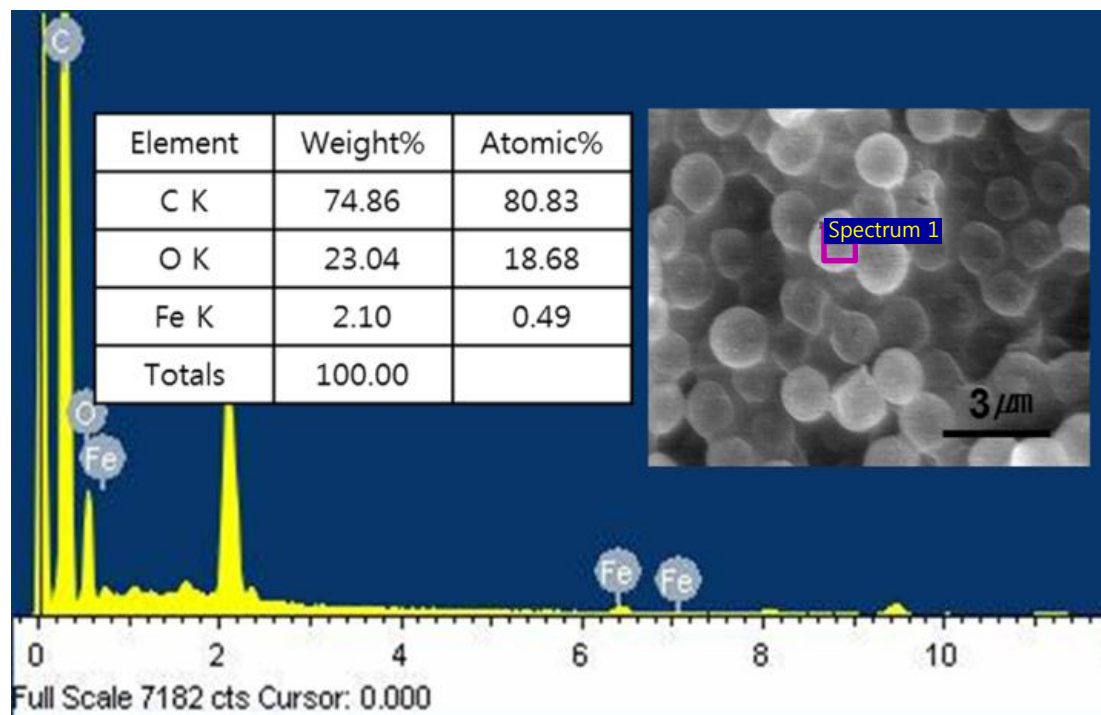 C
Element Weight% Atomic%
C K 74.86 80.83
O K 23.04 18.68
Fe K 2.10 0.49
Totals 100.00
Spectrum 1
3 ㎛
O
Fe
Fe
Fe
0 2 4 6 8 10
Full Scale 7182 cts Cursor: 0.000